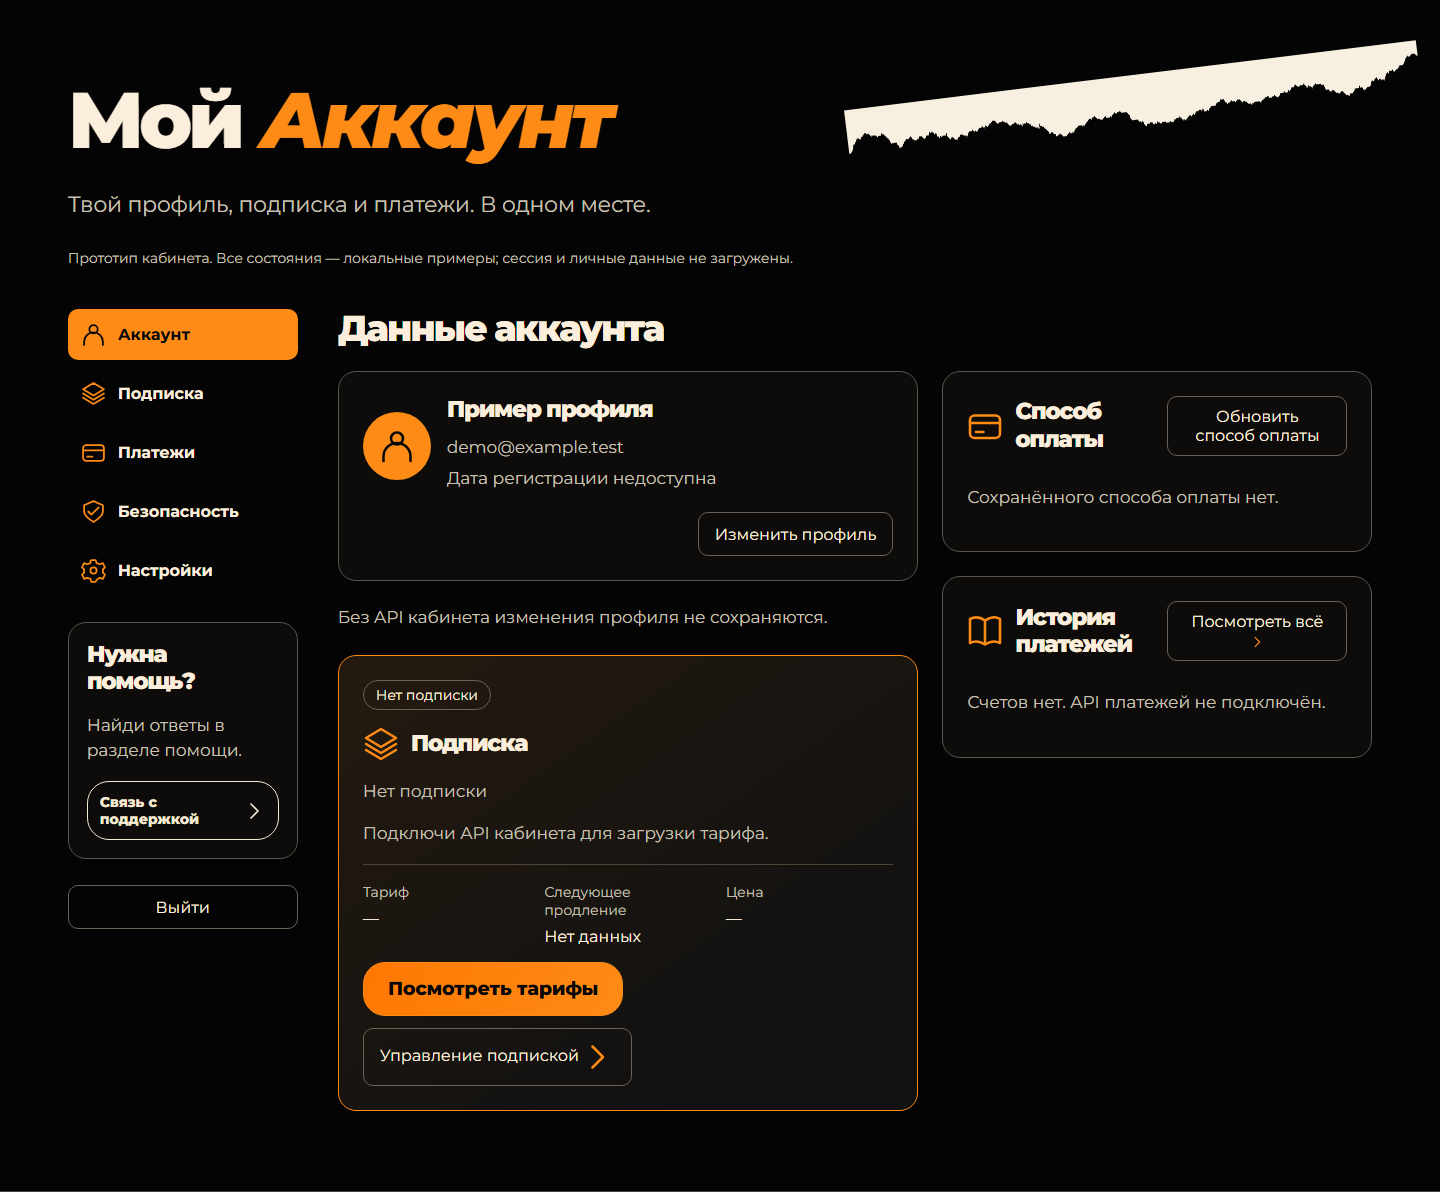 Мой Аккаунт
Твой профиль, подписка и платежи. В одном месте.
Прототип кабинета. Все состояния — локальные примеры; сессия и личные данные не загружены.
Аккаунт
Подписка
Платежи
Безопасность
Настройки
Нужна
помощь?
Найди ответы в
разделе помощи.
Связь с
поддержкой
Выйти
Данные аккаунта
Пример профиля
demo@example.test
Дата регистрации недоступна
Изменить профиль
Без API кабинета изменения профиля не сохраняются.
Нет подписки
Подписка
Нет подписки
Подключи API кабинета для загрузки тарифа.
Тариф
—
Следующее
продление
Нет данных
Цена
—
Посмотреть тарифы
Управление подпиской
Способ
оплаты
Обновить
способ оплаты
Сохранённого способа оплаты нет.
История
платежей
Посмотреть всё
Счетов нет. API платежей не подключён.